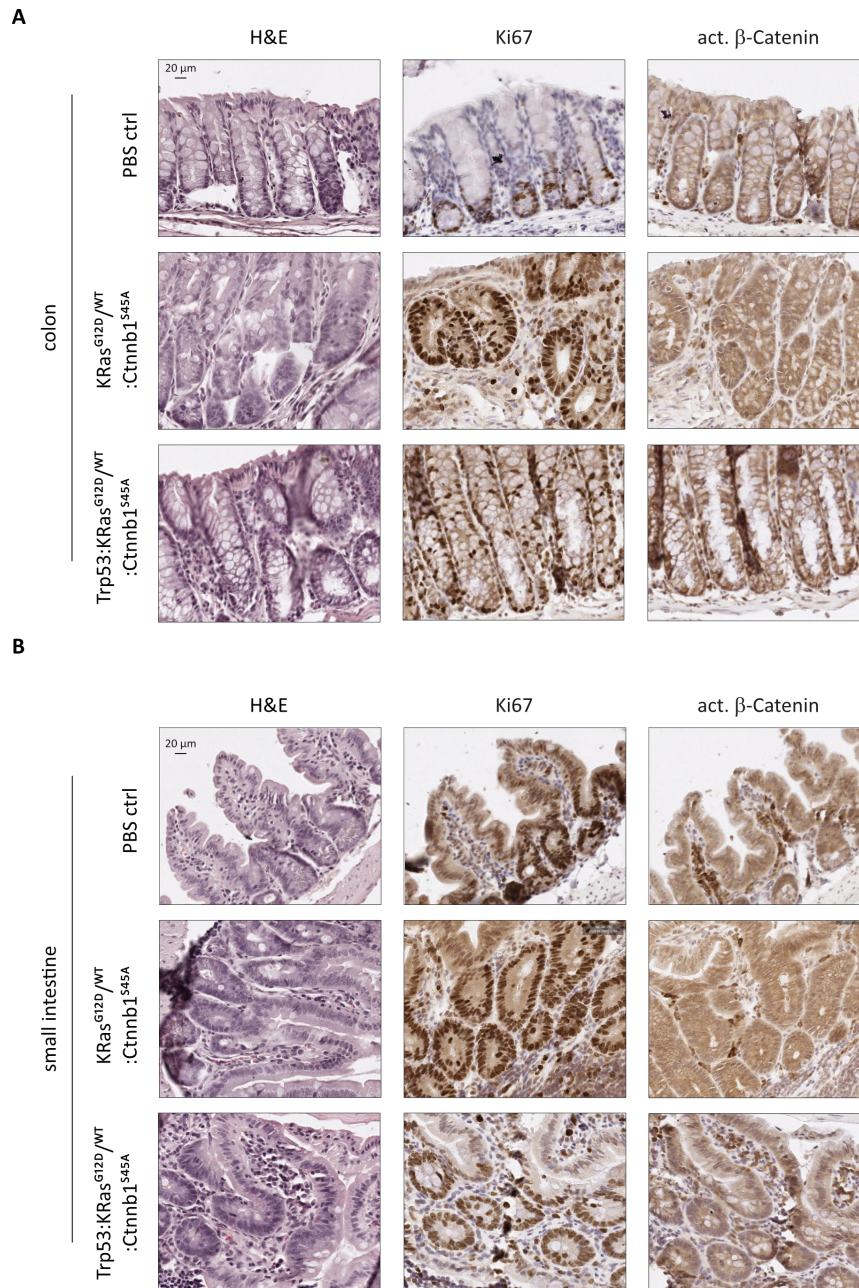 A
H&E
Ki67
act. β-Catenin
colon
PBS ctrl
20 µm
KRas^G12D/WT
:Ctnnb1^S45A
Trp53:KRas^G12D/WT
:Ctnnb1^S45A
B
H&E
Ki67
act. β-Catenin
small intestine
PBS ctrl
20 µm
KRas^G12D/WT
:Ctnnb1^S45A
Trp53:KRas^G12D/WT
:Ctnnb1^S45A